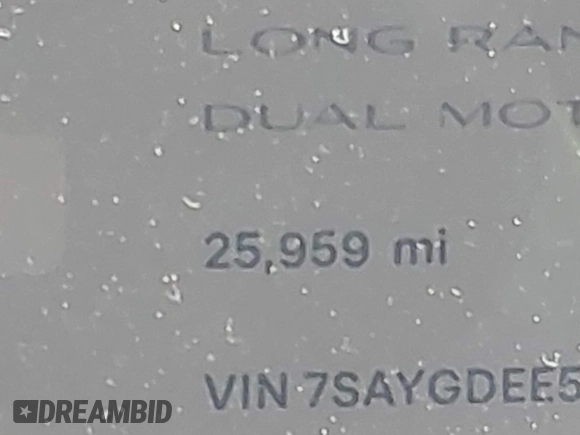 LONG RAN
DUAL MOT
25,959 mi
VIN 7SAYGDEE5
DREAMBID